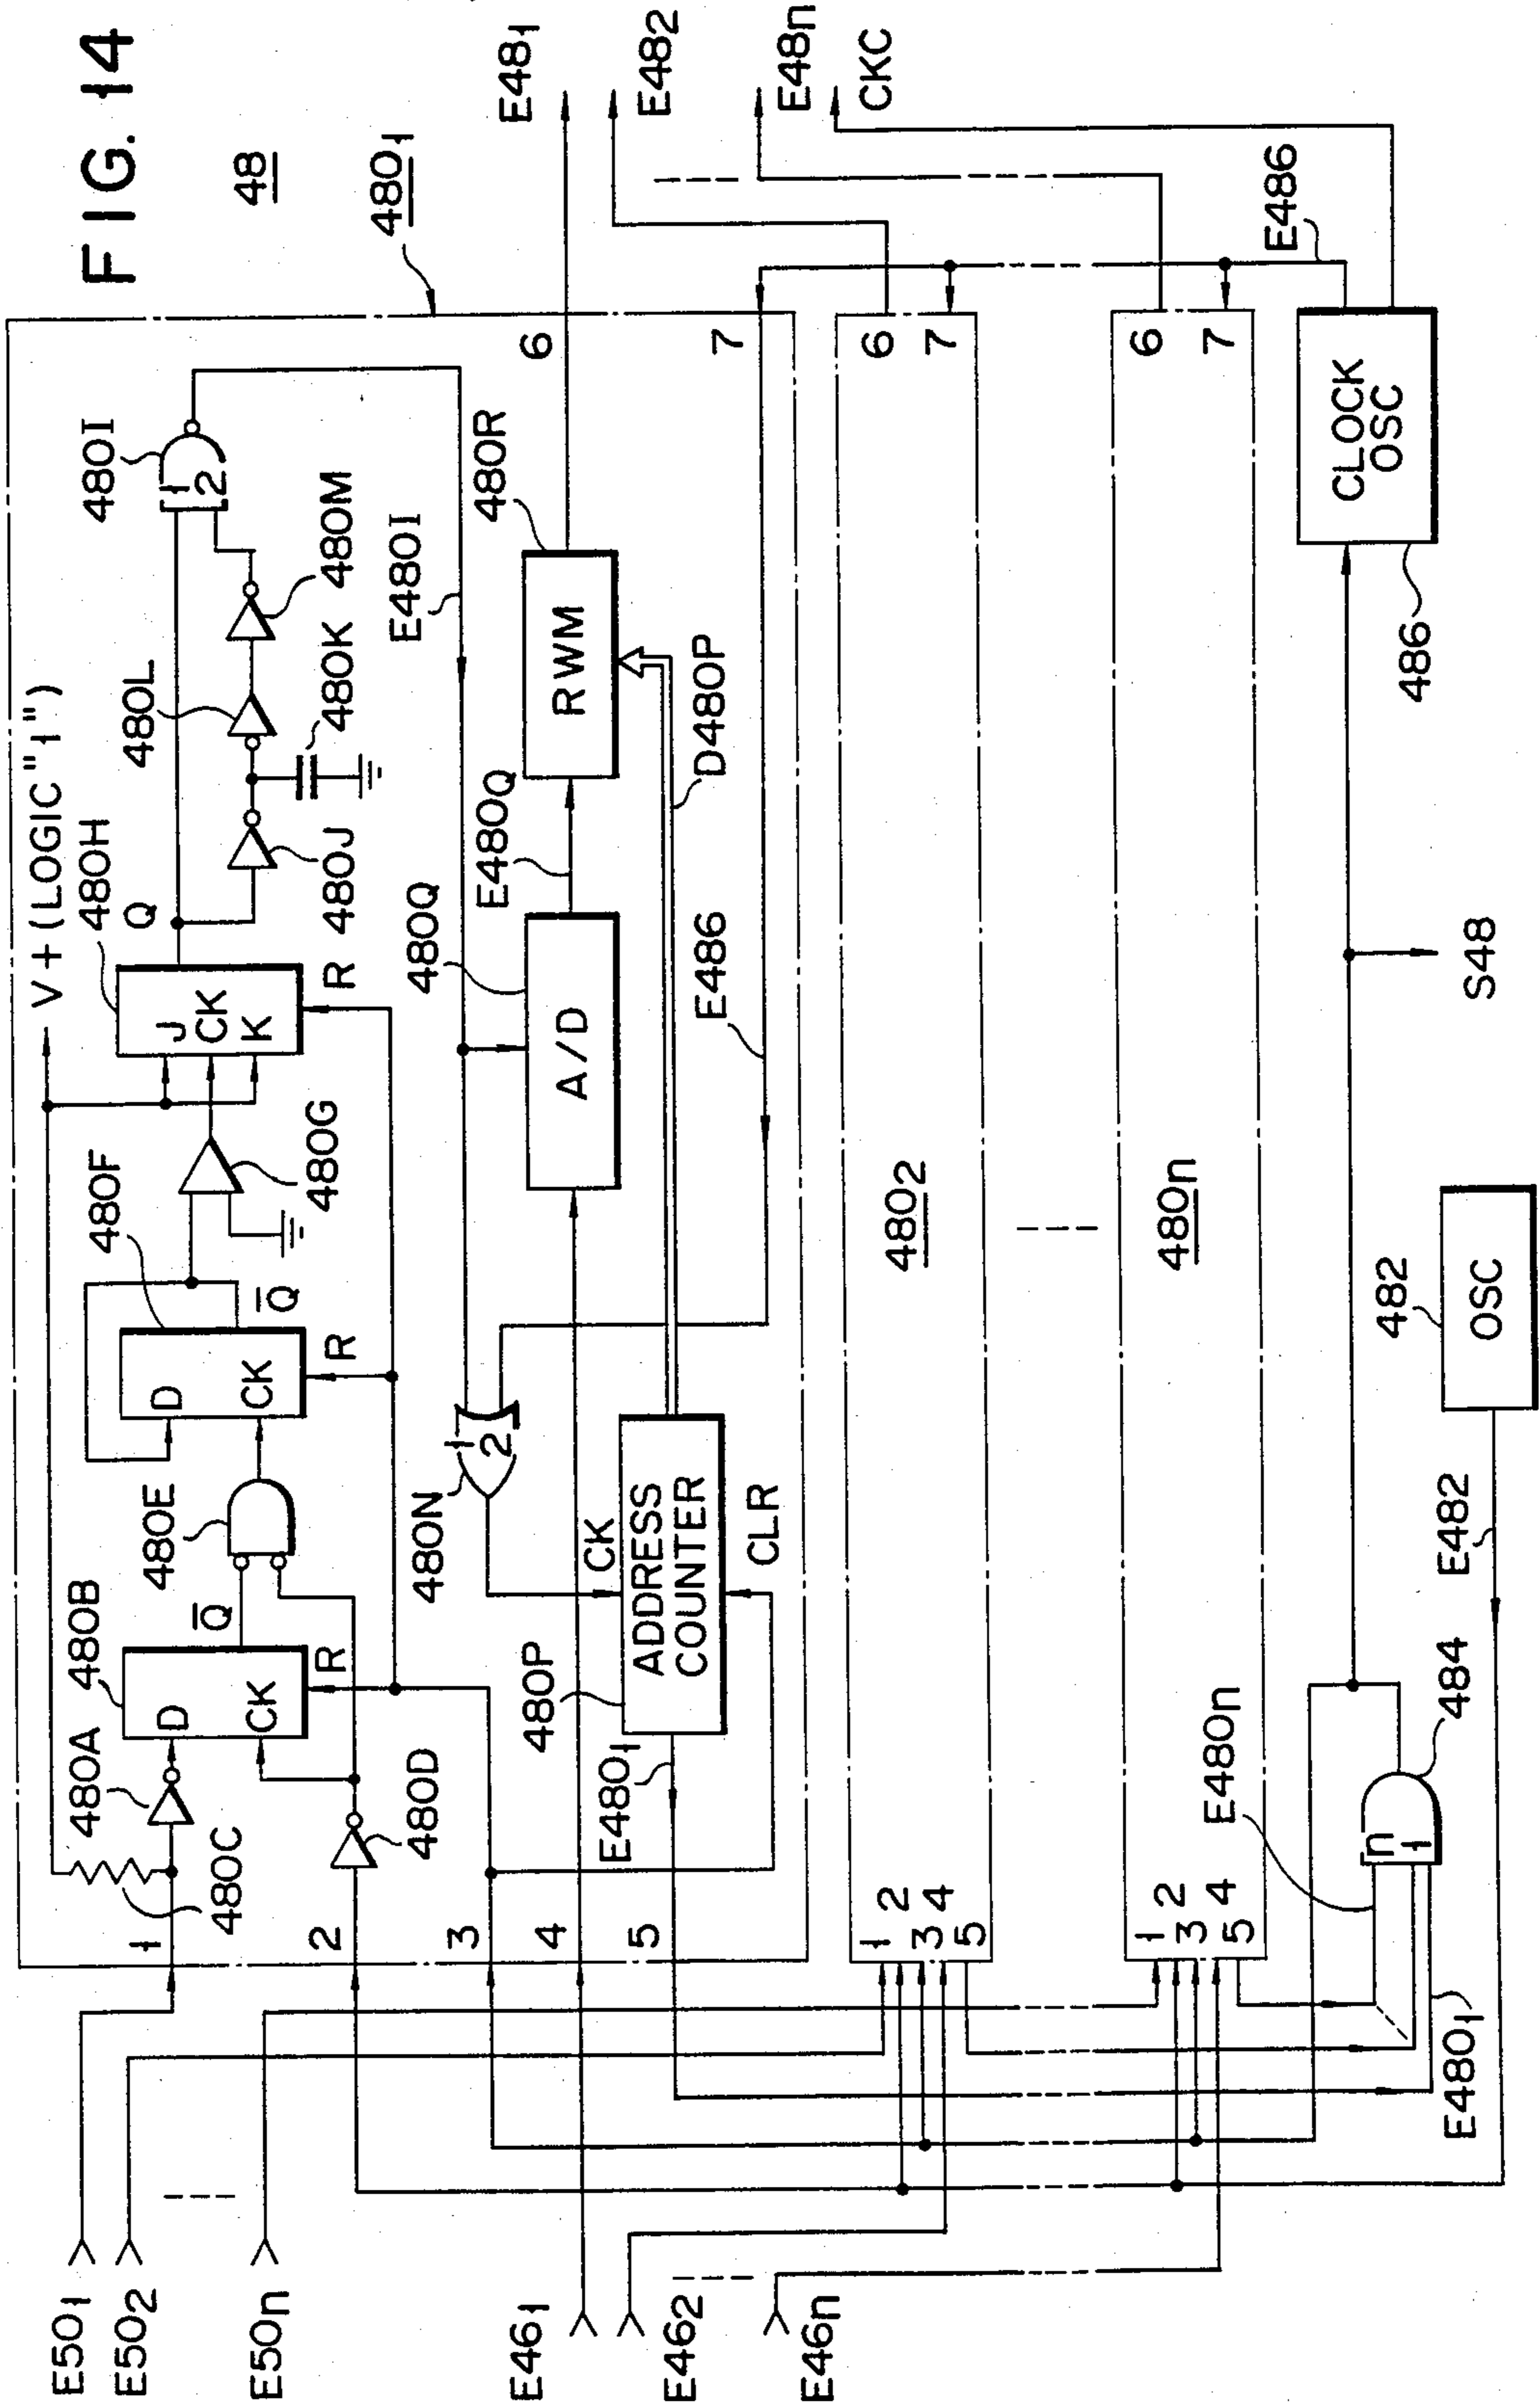 FIG. 14
48
480₁
V+(LOGIC"1")
480A
480B
480C
480D
480E
480F
480G
480H
480I
480J
480K
480L
480M
D
CK
Q̅
R
D
CK
Q̅
R
J
CK
K
Q
R
1
2
E480I
1
2
3
4
5
6
7
480N
1
2
CK
480P
ADDRESS
COUNTER
CLR
E480₁
480Q
A/D
E480Q
480R
RWM
D480P
E486
E50₁
E50₂
E50n
E46₁
E46₂
E46n
E48₁
E48₂
E48n
CKC
480₂
1
2
3
4
5
6
7
480n
1
2
3
4
5
6
7
E486
CLOCK
OSC
486
S48
482
OSC
E482
484
n
1
E480n
E480₁